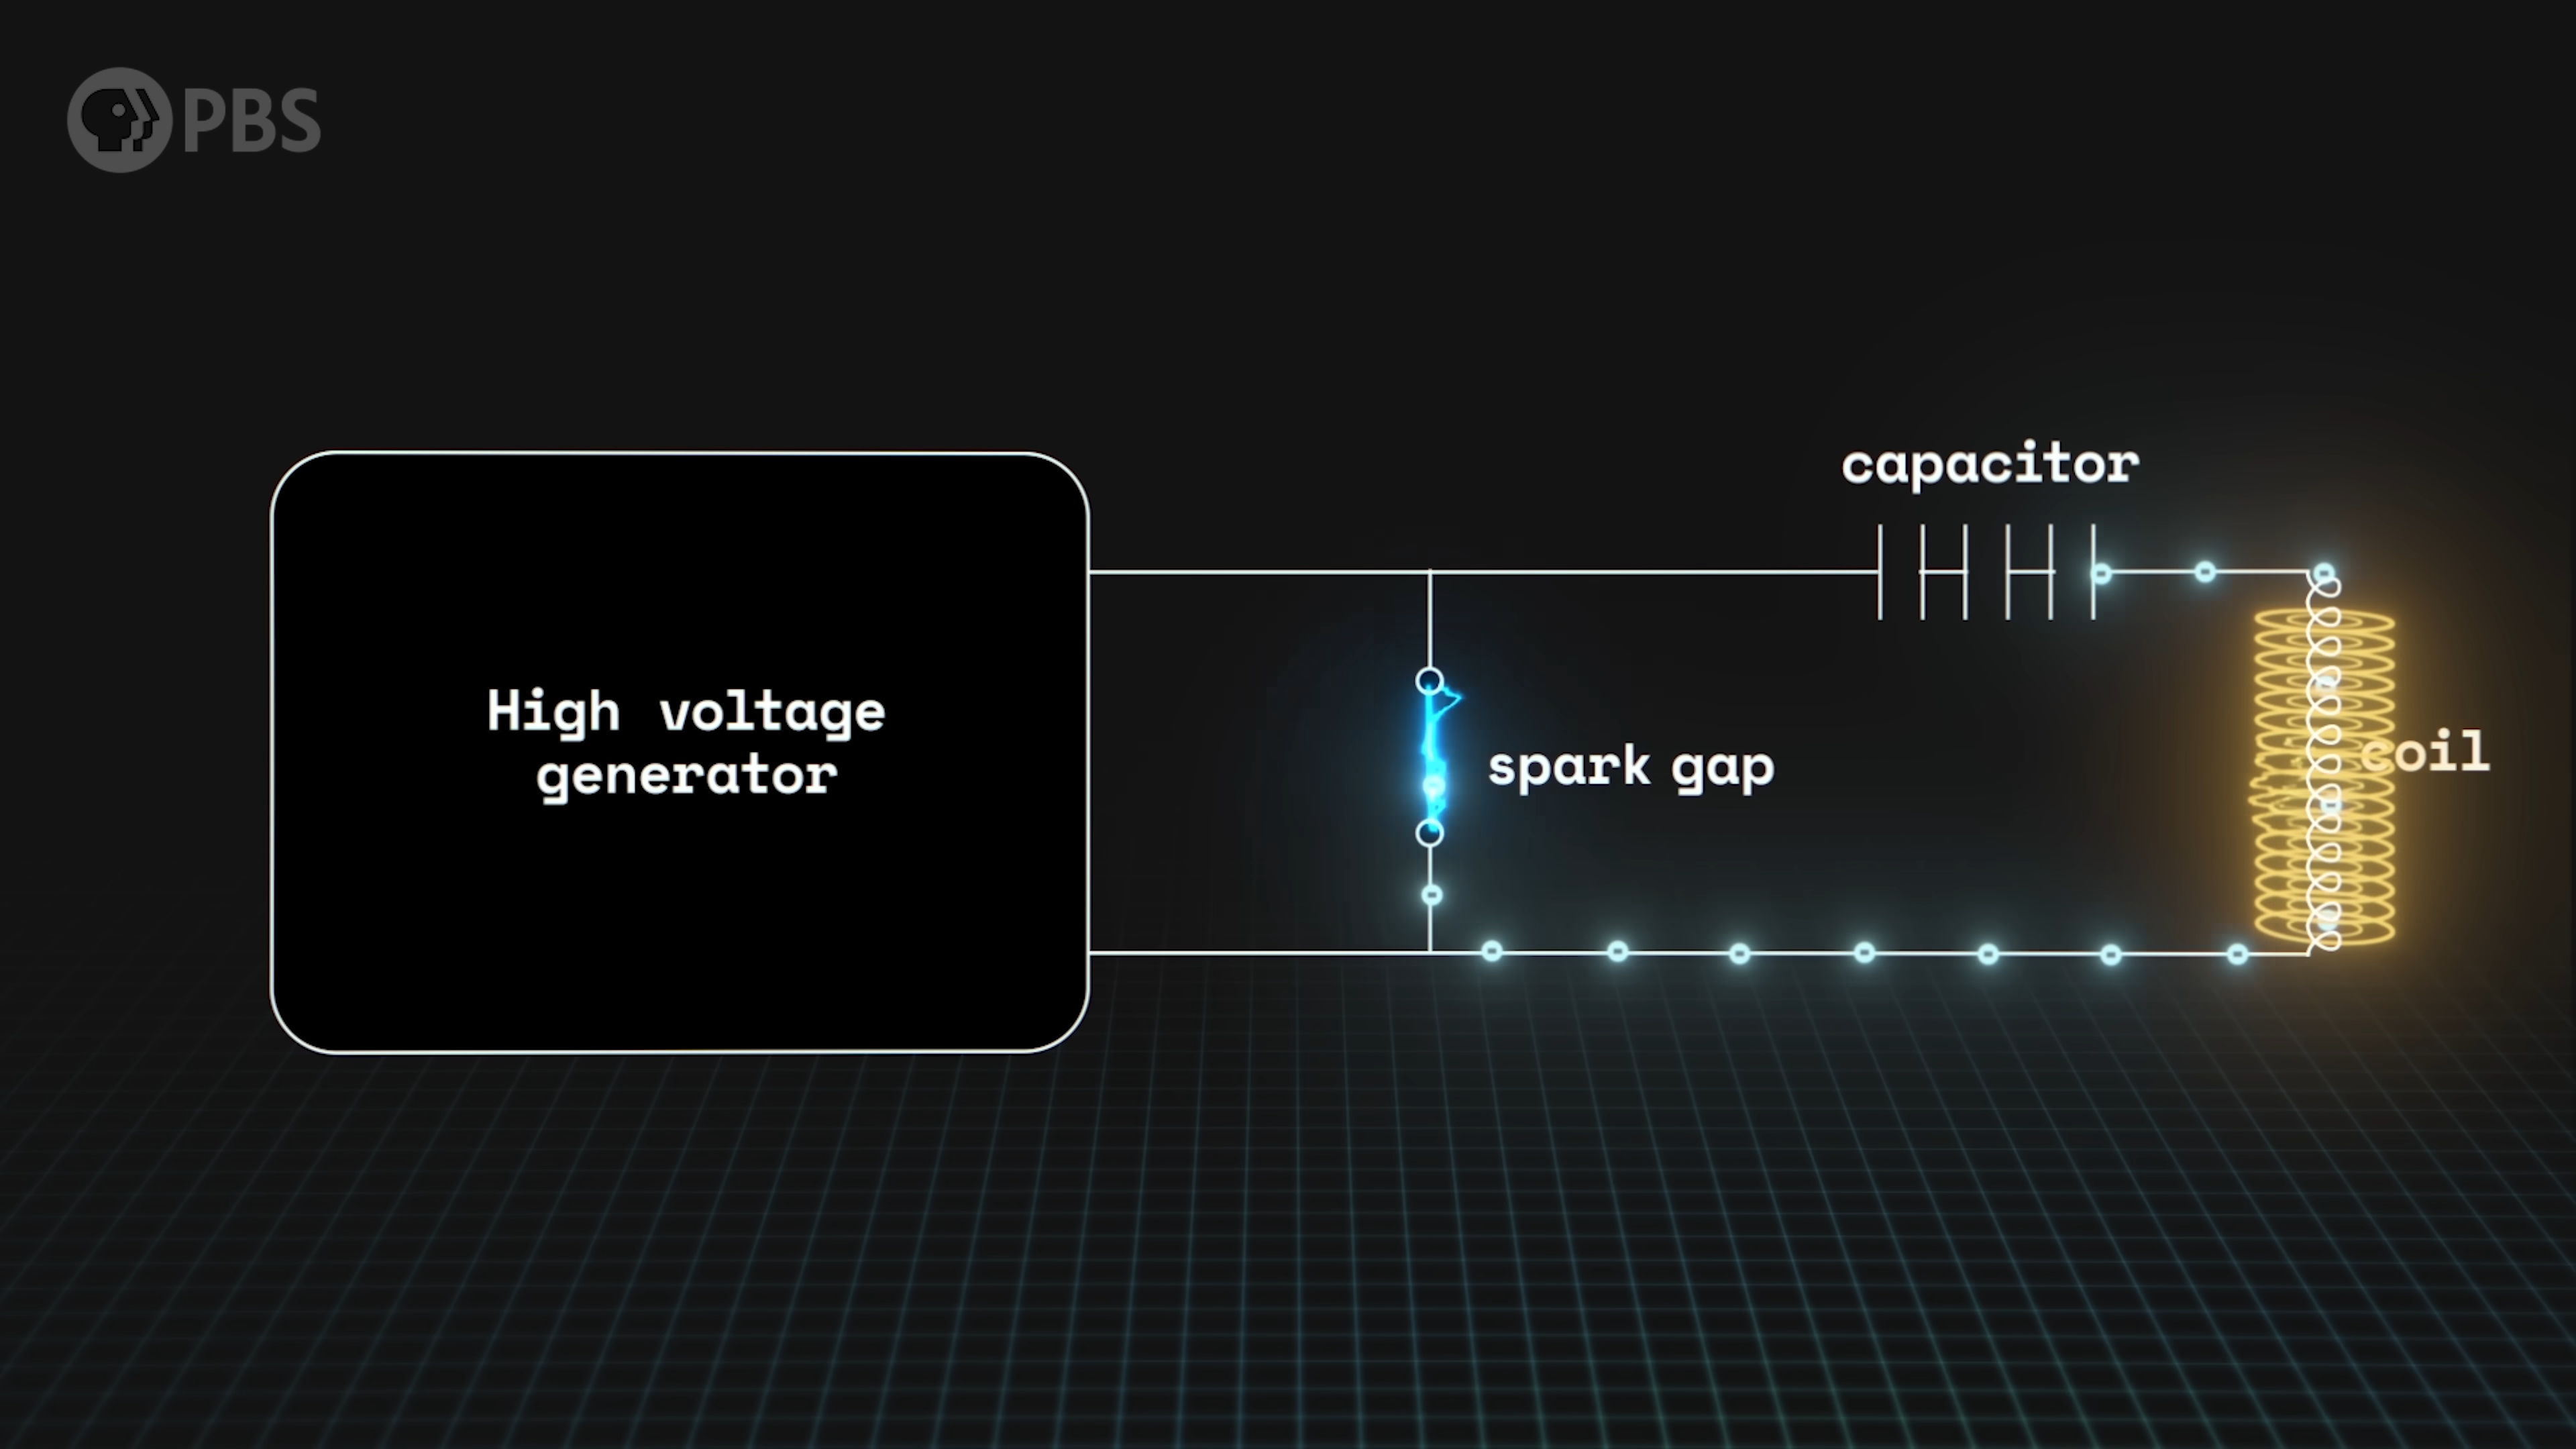 PBS
capacitor
High voltage
generator
spark gap
coil